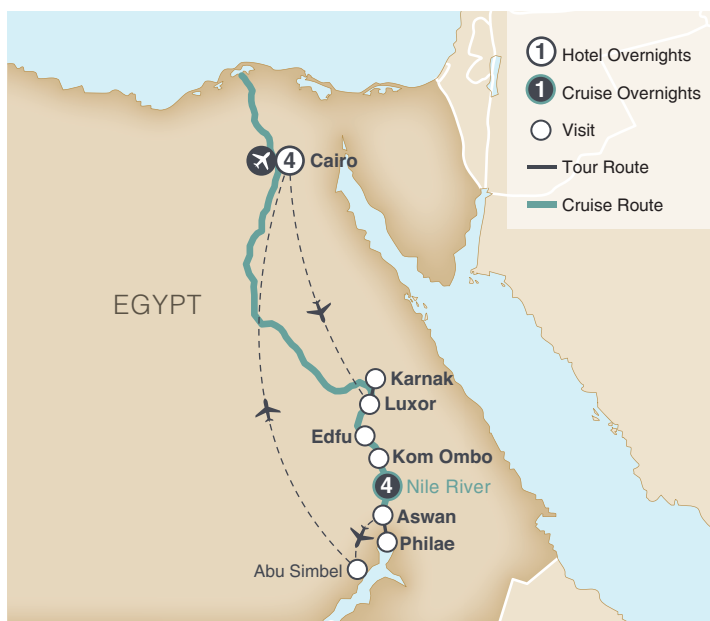 1 Hotel Overnights
1 Cruise Overnights
Visit
Tour Route
Cruise Route
4 Cairo
EGYPT
Karnak
Luxor
Edfu
Kom Ombo
4 Nile River
Aswan
Philae
Abu Simbel